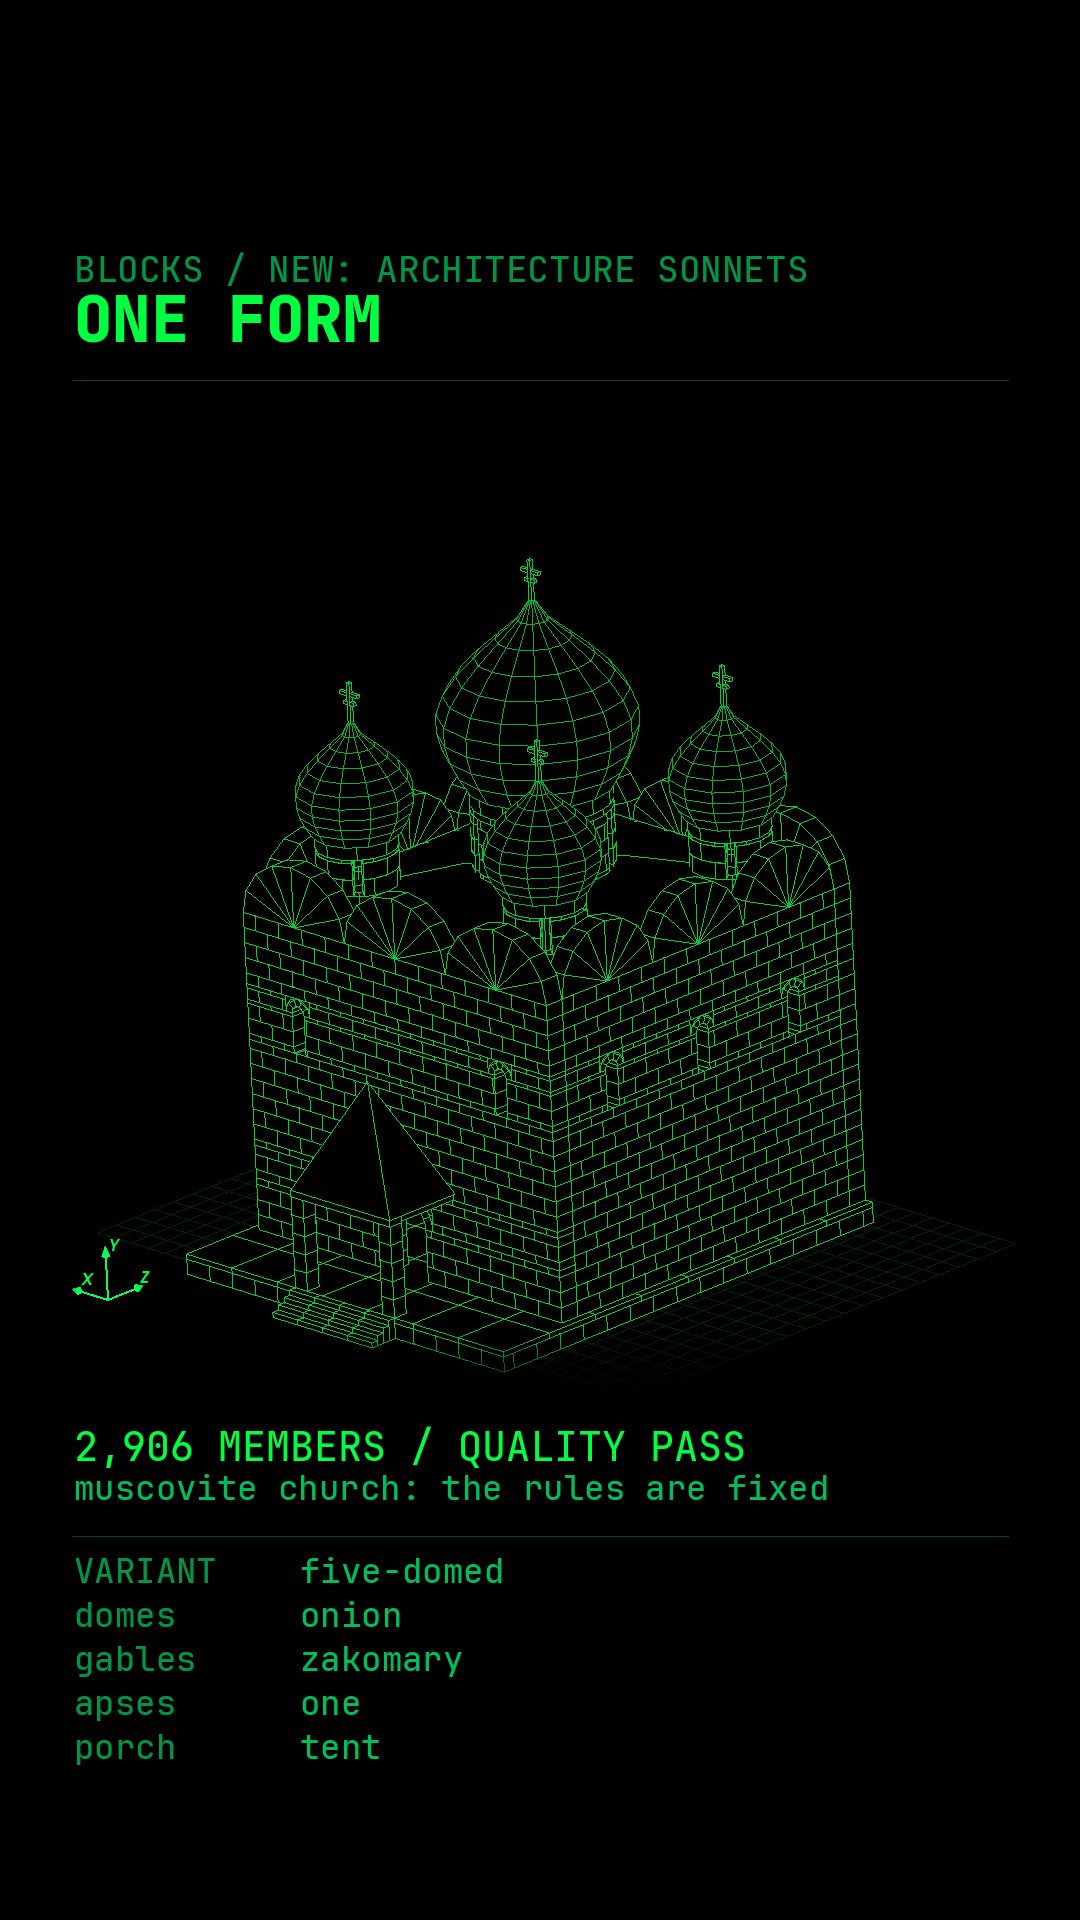 BLOCKS / NEW: ARCHITECTURE SONNETS
ONE FORM
Y
X
Z
2,906 MEMBERS / QUALITY PASS
muscovite church: the rules are fixed
VARIANT five-domed
domes onion
gables zakomary
apses one
porch tent